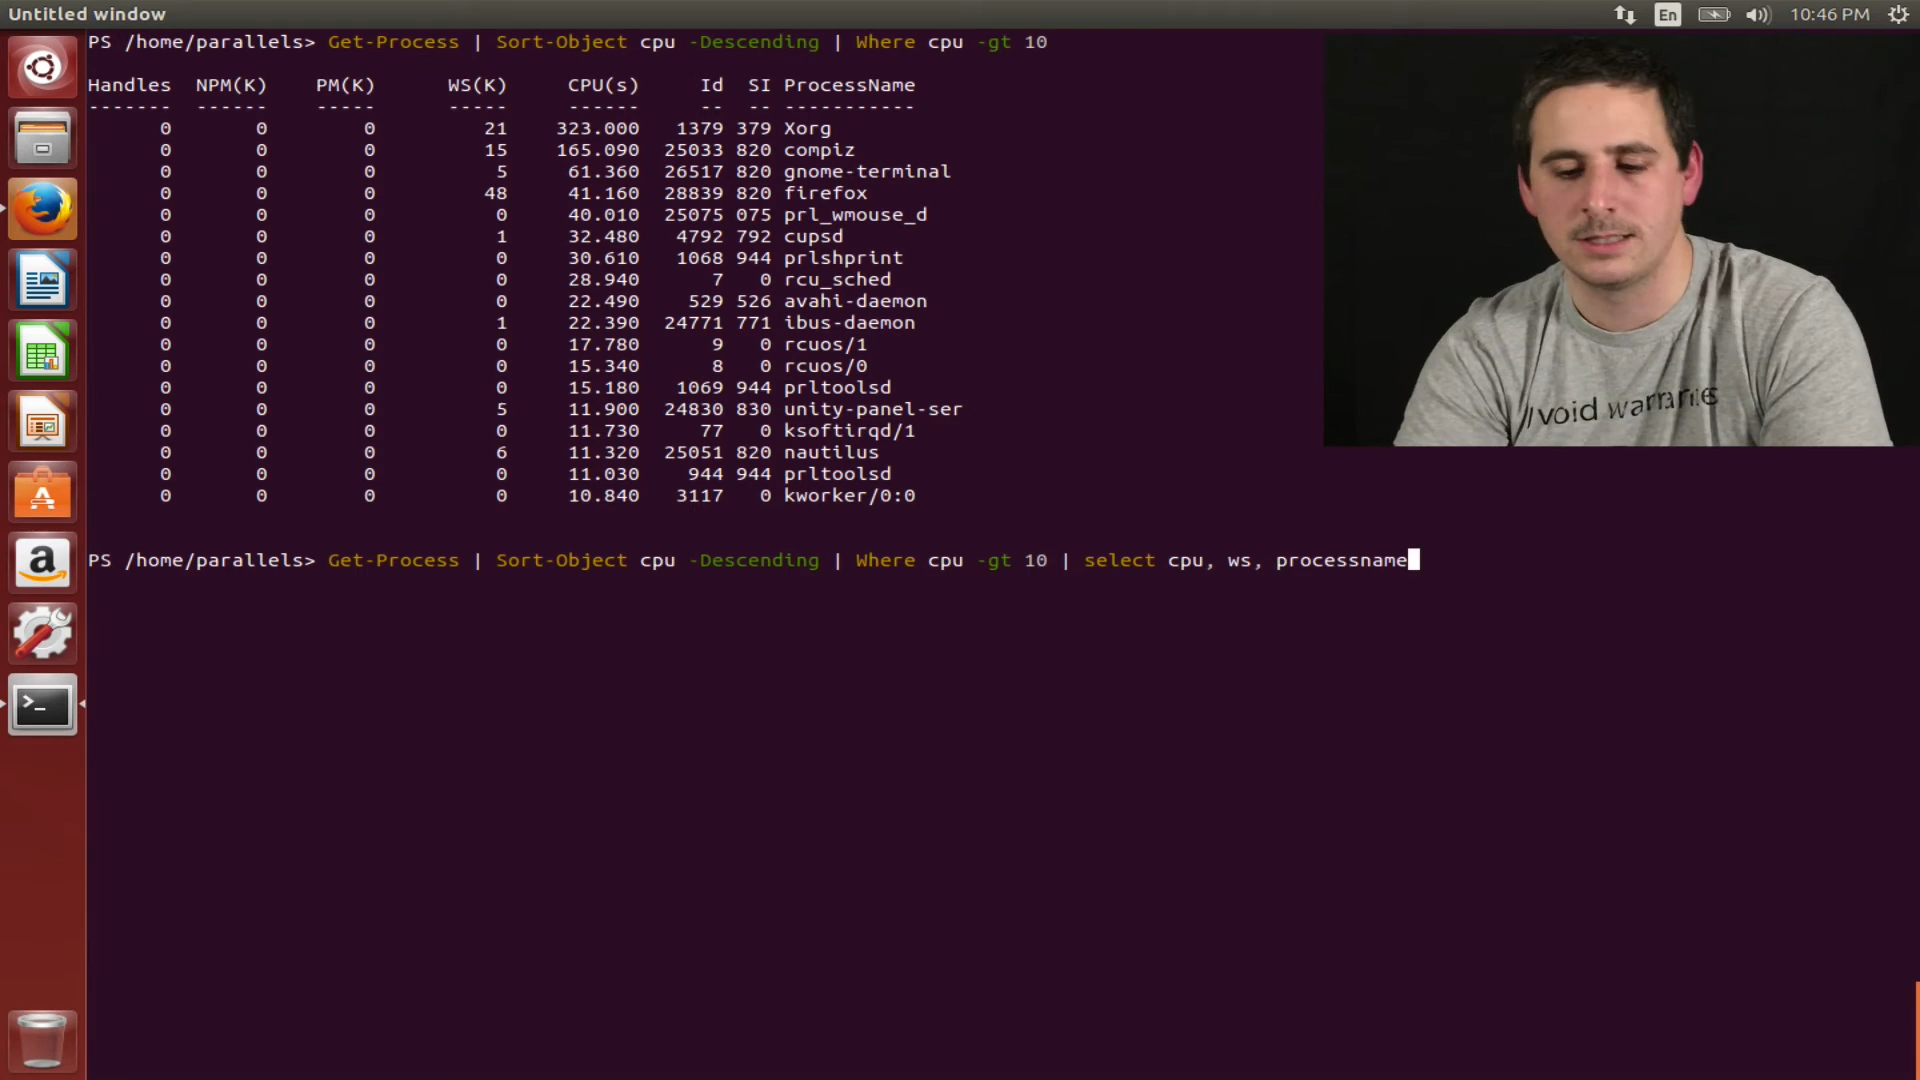 Untitled window
En
10:46 PM
PS /home/parallels> Get-Process | Sort-Object cpu -Descending | Where cpu -gt 10
Handles NPM(K) PM(K) WS(K) CPU(s) Id SI ProcessName
------- ------ ----- ----- ------ -- -- -----------
0 0 0 21 323.000 1379 379 Xorg
0 0 0 15 165.090 25033 820 compiz
0 0 0 5 61.360 26517 820 gnome-terminal
0 0 0 48 41.160 28839 820 firefox
0 0 0 0 40.010 25075 075 prl_wmouse_d
0 0 0 1 32.480 4792 792 cupsd
0 0 0 0 30.610 1068 944 prlshprint
0 0 0 0 28.940 7 0 rcu_sched
0 0 0 0 22.490 529 526 avahi-daemon
0 0 0 1 22.390 24771 771 ibus-daemon
0 0 0 0 17.780 9 0 rcuos/1
0 0 0 0 15.340 8 0 rcuos/0
0 0 0 0 15.180 1069 944 prltoolsd
0 0 0 5 11.900 24830 830 unity-panel-ser
0 0 0 0 11.730 77 0 ksoftirqd/1
0 0 0 6 11.320 25051 820 nautilus
0 0 0 0 11.030 944 944 prltoolsd
0 0 0 0 10.840 3117 0 kworker/0:0
PS /home/parallels> Get-Process | Sort-Object cpu -Descending | Where cpu -gt 10 | select cpu, ws, processname
void warranties